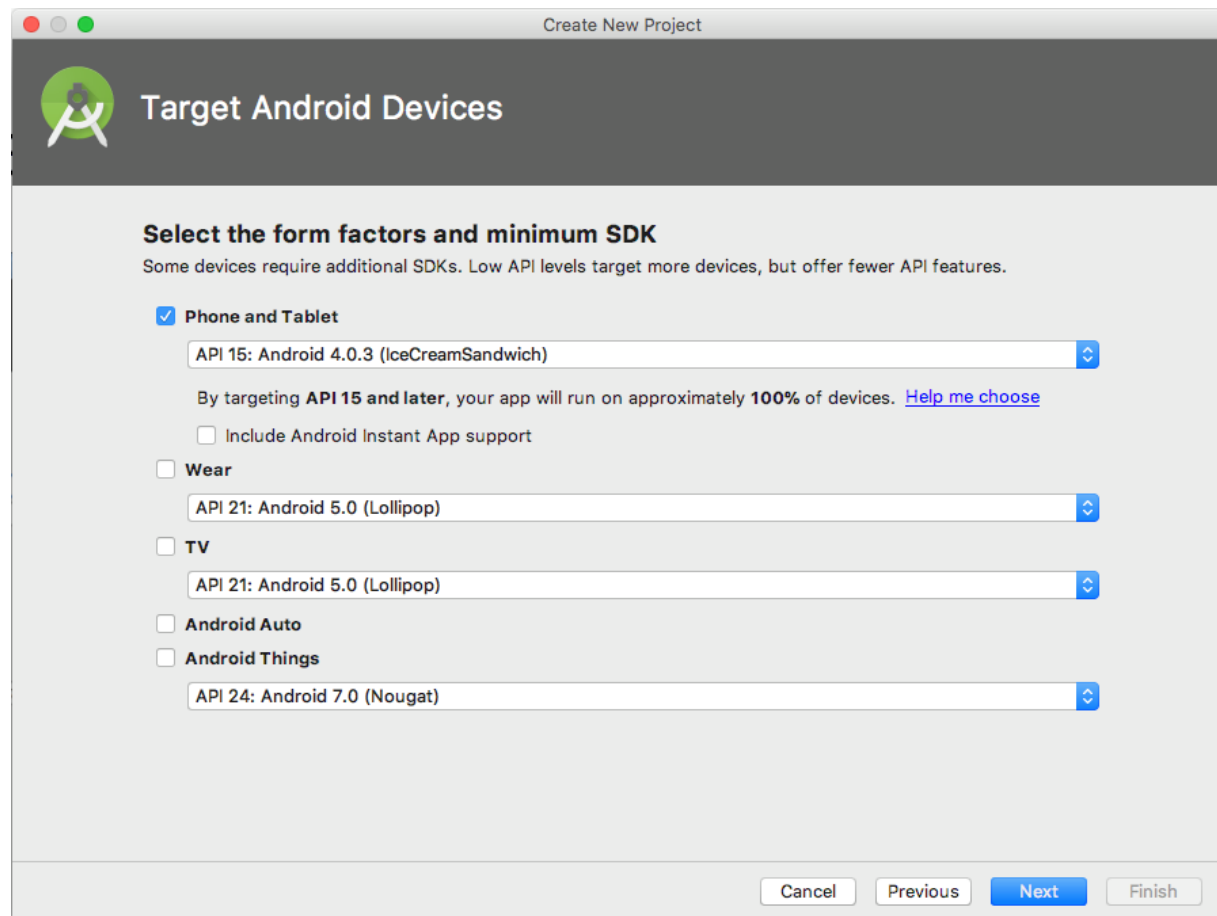 Create New Project
Target Android Devices
Select the form factors and minimum SDK
Some devices require additional SDKs. Low API levels target more devices, but offer fewer API features.
Phone and Tablet
API 15: Android 4.0.3 (IceCreamSandwich)
By targeting API 15 and later, your app will run on approximately 100% of devices. Help me choose
Include Android Instant App support
Wear
API 21: Android 5.0 (Lollipop)
TV
API 21: Android 5.0 (Lollipop)
Android Auto
Android Things
API 24: Android 7.0 (Nougat)
Cancel Previous Next Finish